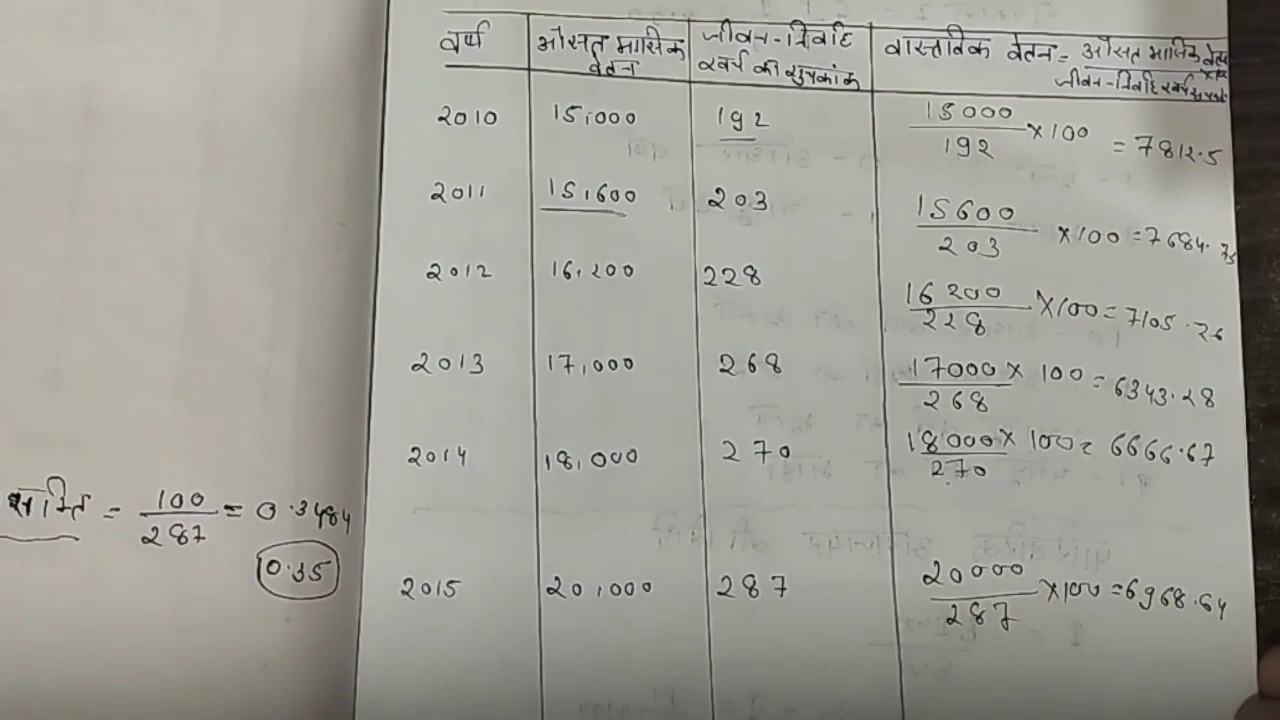 वर्ष औसत मासिक वेतन जीवन-निर्वाह खर्च का सूचकांक वास्तविक वेतन = औसत मासिक वेतन ×100 / जीवन-निर्वाह खर्च
2010 15,000 192 15000/192 ×100 = 7812.5
2011 15,600 203 15600/203 ×100 = 7684.73
2012 16,200 228 16200/228 ×100 = 7105.26
2013 17,000 268 17000/268 × 100 = 6343.28
2014 18,000 270 18000/270 × 100 = 6666.67
= 100/287 = 0.3484
0.35
2015 20,000 287 20000/287 ×100 = 6968.64